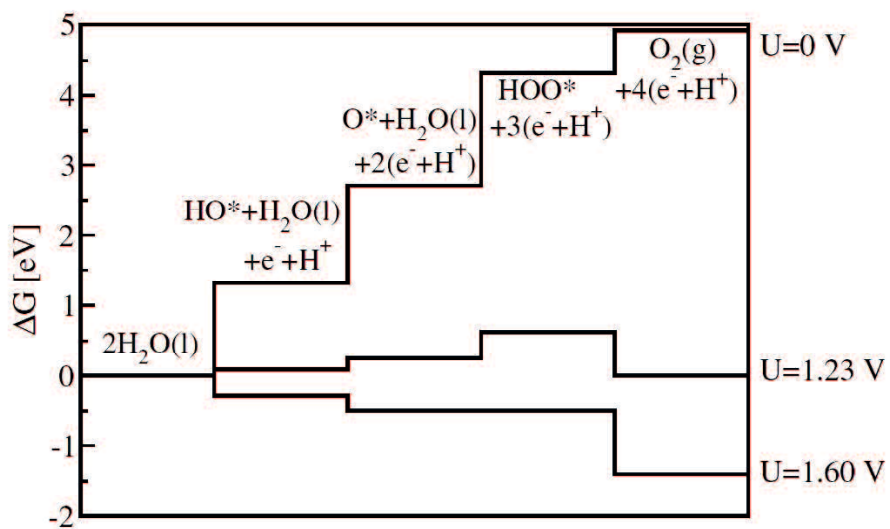 5
4
3
2
1
0
-1
-2
ΔG [eV]
2H₂O(l)
HO*+H₂O(l)
+e⁻+H⁺
O*+H₂O(l)
+2(e⁻+H⁺)
HOO*
+3(e⁻+H⁺)
O₂(g)
+4(e⁻+H⁺)
U=0 V
U=1.23 V
U=1.60 V